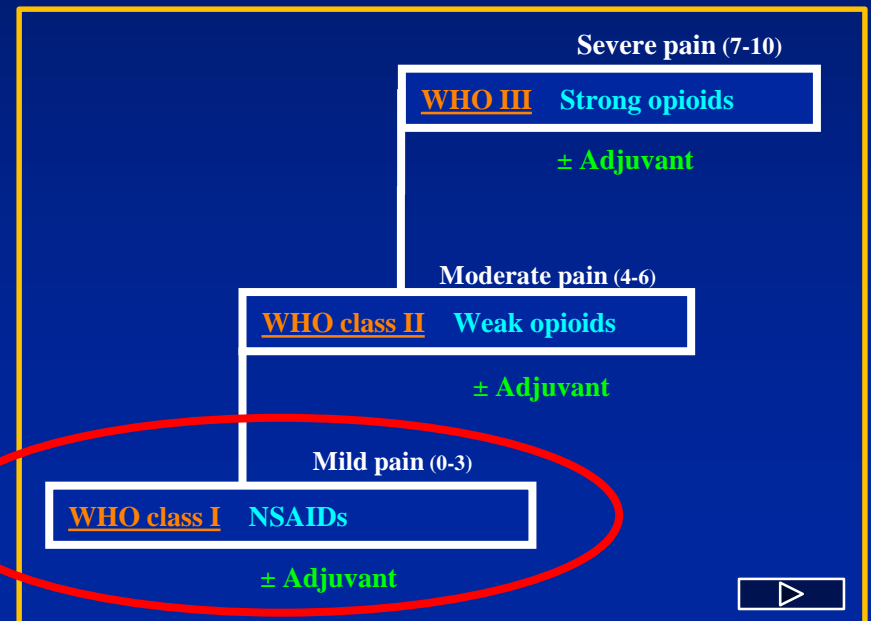 Severe pain (7-10)
WHO III Strong opioids
± Adjuvant
Moderate pain (4-6)
WHO class II Weak opioids
± Adjuvant
Mild pain (0-3)
WHO class I NSAIDs
± Adjuvant